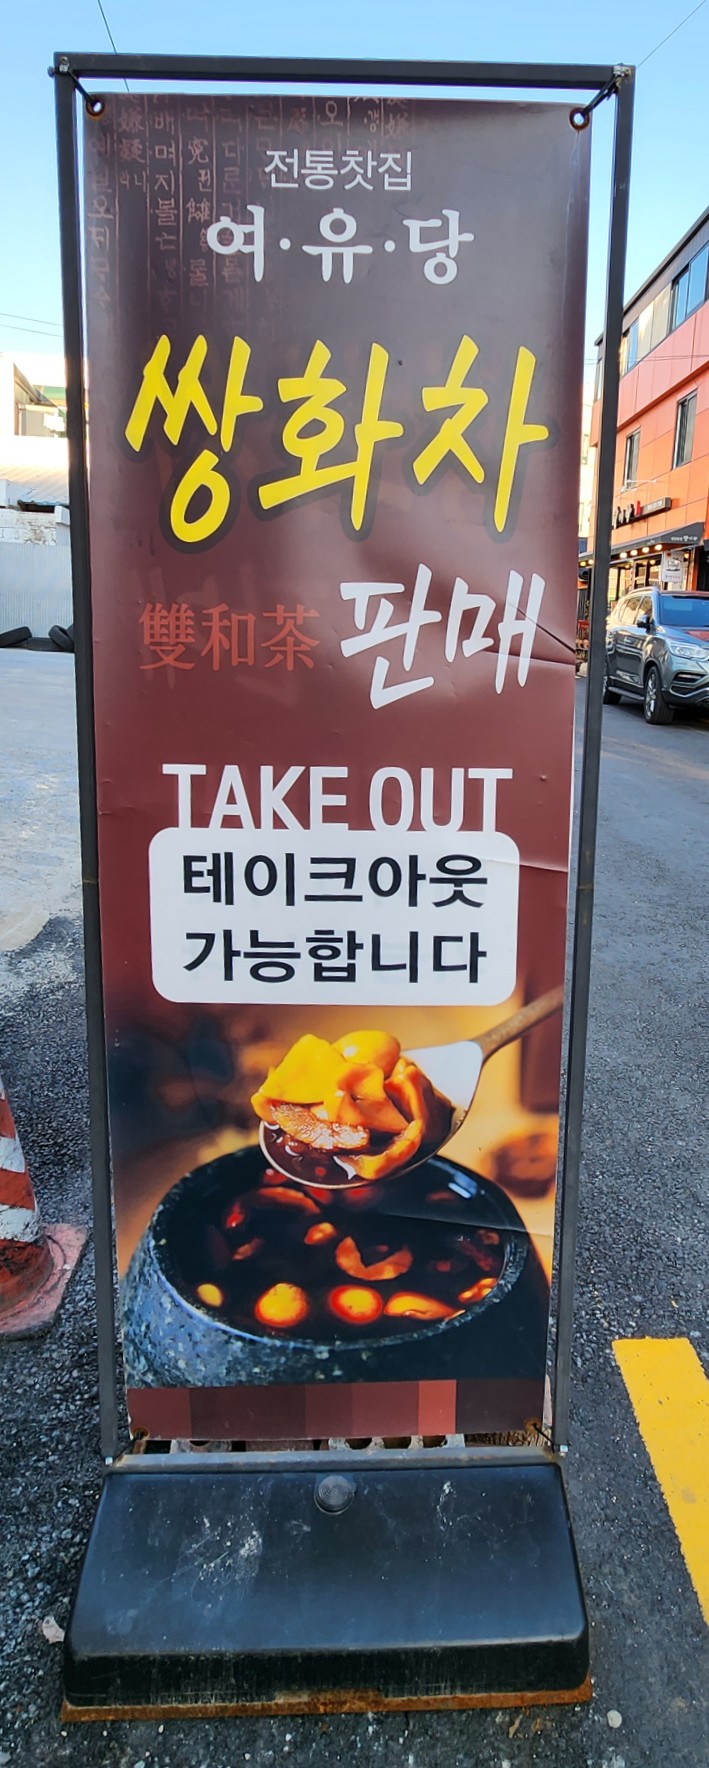 전통찻집
여·유·당
쌍화차
雙和茶 판매
TAKE OUT
테이크아웃
가능합니다